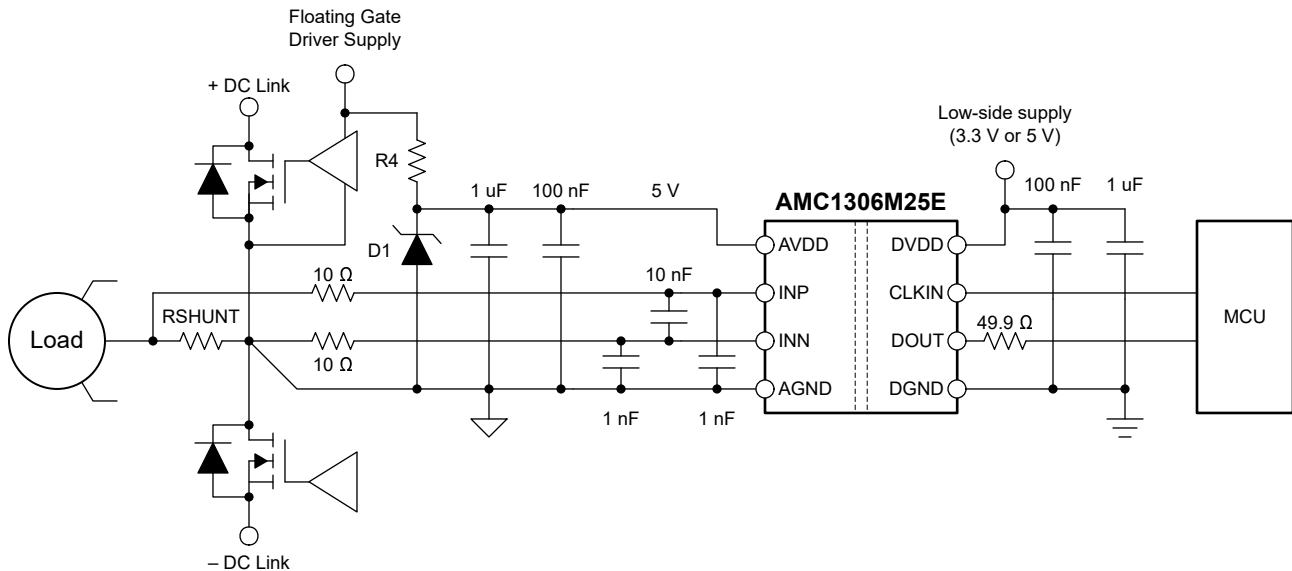 Floating Gate
Driver Supply
+ DC Link
Low-side supply
(3.3 V or 5 V)
R4
1 uF
100 nF
5 V
AMC1306M25E
100 nF
1 uF
D1
AVDD
DVDD
10 Ω
10 nF
INP
CLKIN
RSHUNT
MCU
Load
49.9 Ω
INN
DOUT
10 Ω
AGND
DGND
1 nF
1 nF
– DC Link